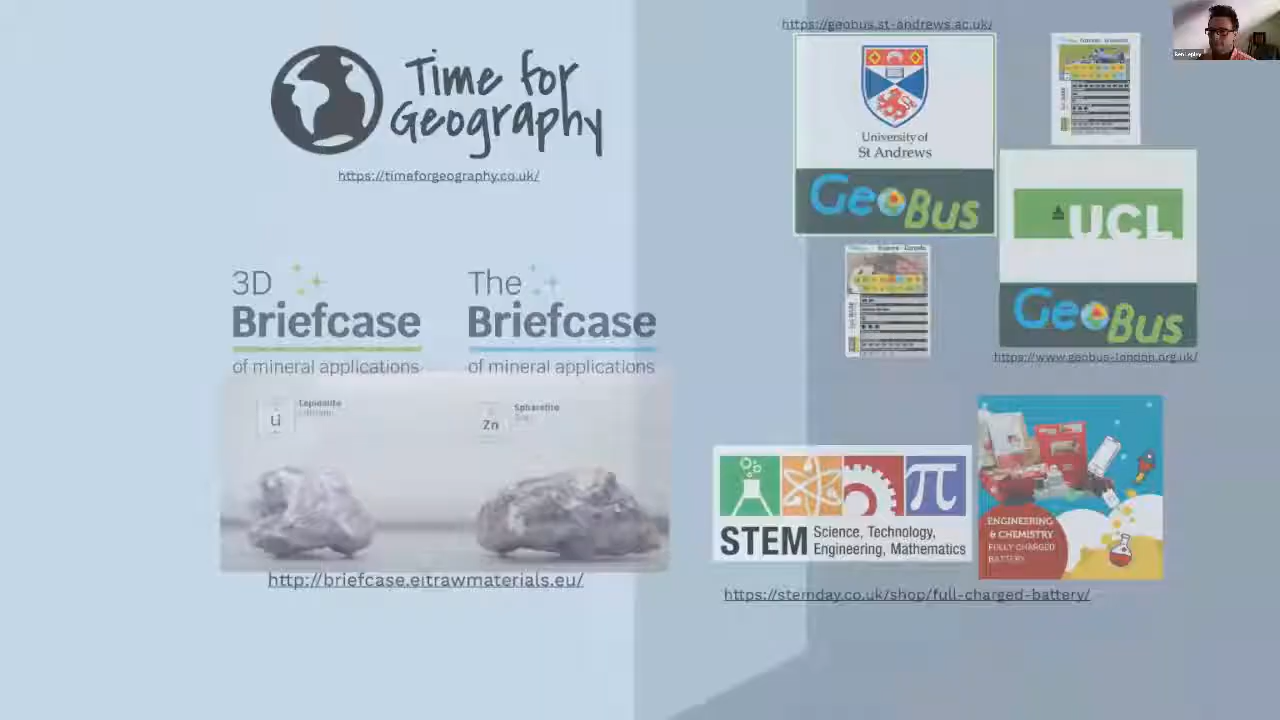 Time for
Geography
https://timeforgeography.co.uk/
3D
Briefcase
of mineral applications
The
Briefcase
of mineral applications
Li
Lepidolite
Zn
http://briefcase.eitrawmaterials.eu/
https://geobus.st-andrews.ac.uk/
University of
St Andrews
GeoBus
UCL
GeoBus
https://www.geobus-london.org.uk/
STEM
Science, Technology,
Engineering, Mathematics
ENGINEERING
& CHEMISTRY
FULLY CHARGED
BATTERY
https://stemday.co.uk/shop/full-charged-battery/
Ben Lepley